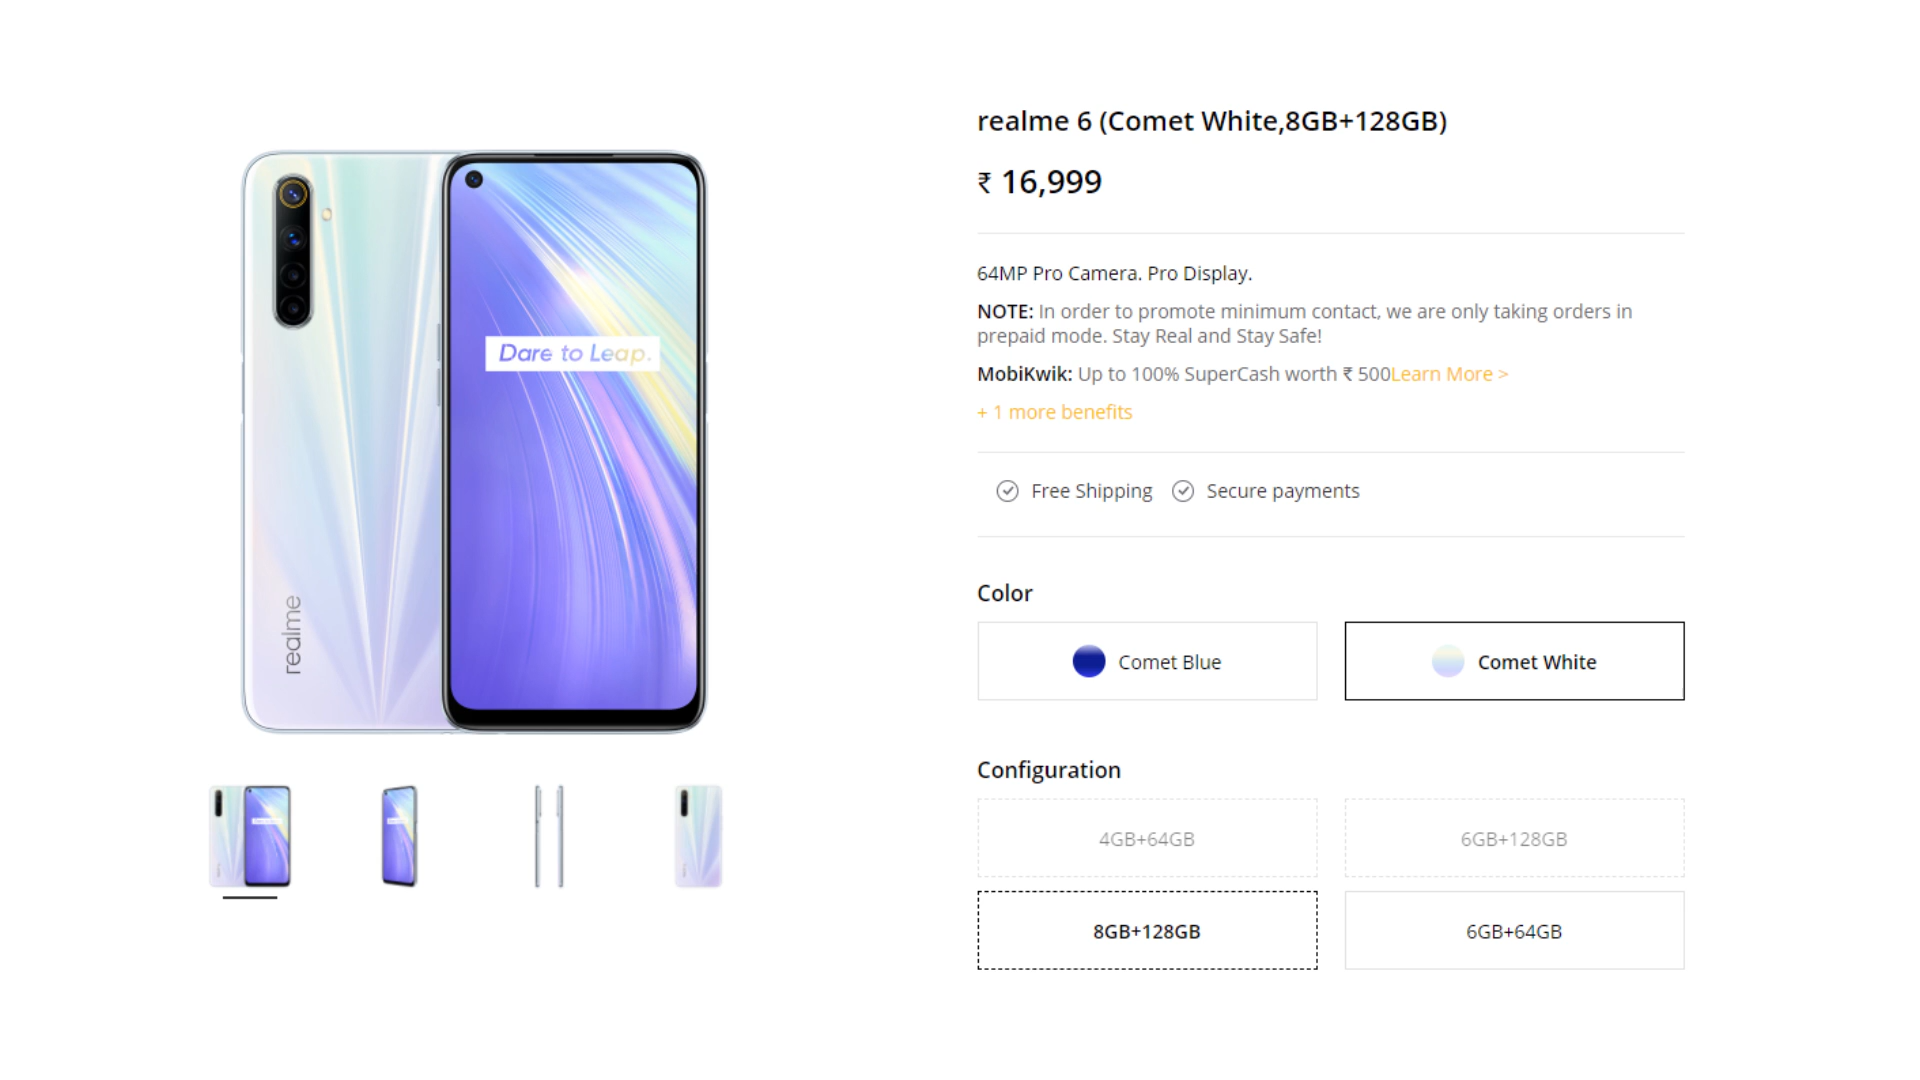 realme 6 (Comet White,8GB+128GB)
₹ 16,999
64MP Pro Camera. Pro Display.
NOTE: In order to promote minimum contact, we are only taking orders in
prepaid mode. Stay Real and Stay Safe!
MobiKwik: Up to 100% SuperCash worth ₹ 500Learn More >
+ 1 more benefits
Free Shipping Secure payments
Color
Comet Blue Comet White
Configuration
4GB+64GB 6GB+128GB
8GB+128GB 6GB+64GB
Dare to Leap.
realme